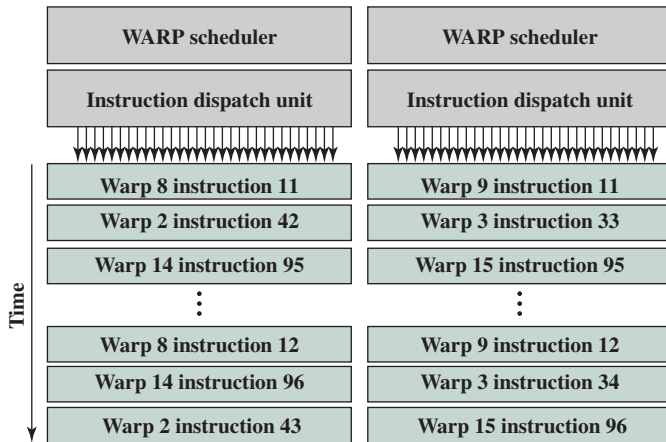 WARP scheduler
Instruction dispatch unit
Warp 8 instruction 11
Warp 2 instruction 42
Warp 14 instruction 95
Warp 8 instruction 12
Warp 14 instruction 96
Warp 2 instruction 43
WARP scheduler
Instruction dispatch unit
Warp 9 instruction 11
Warp 3 instruction 33
Warp 15 instruction 95
Warp 9 instruction 12
Warp 3 instruction 34
Warp 15 instruction 96
Time